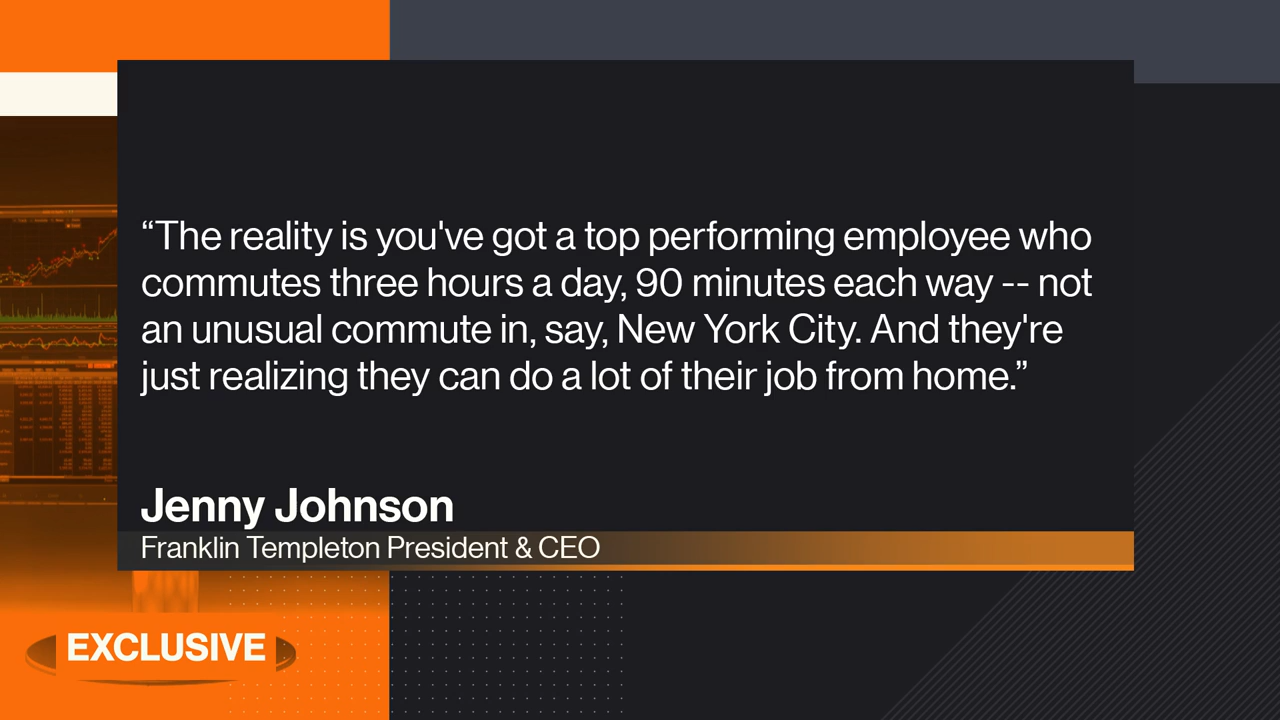 “The reality is you've got a top performing employee who
commutes three hours a day, 90 minutes each way -- not
an unusual commute in, say, New York City. And they're
just realizing they can do a lot of their job from home.”
Jenny Johnson
Franklin Templeton President & CEO
EXCLUSIVE